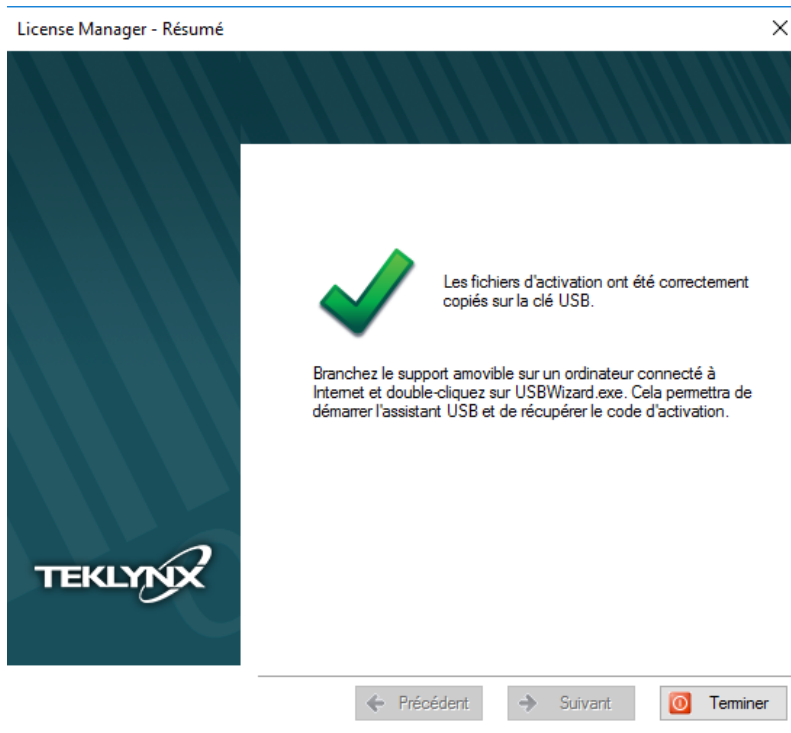 License Manager - Résumé
Les fichiers d'activation ont été correctement
copiés sur la clé USB.
Branchez le support amovible sur un ordinateur connecté à
Internet et double-cliquez sur USBWizard.exe. Cela permettra de
démarrer l'assistant USB et de récupérer le code d'activation.
TEKLYNX
Précédent
Suivant
Terminer